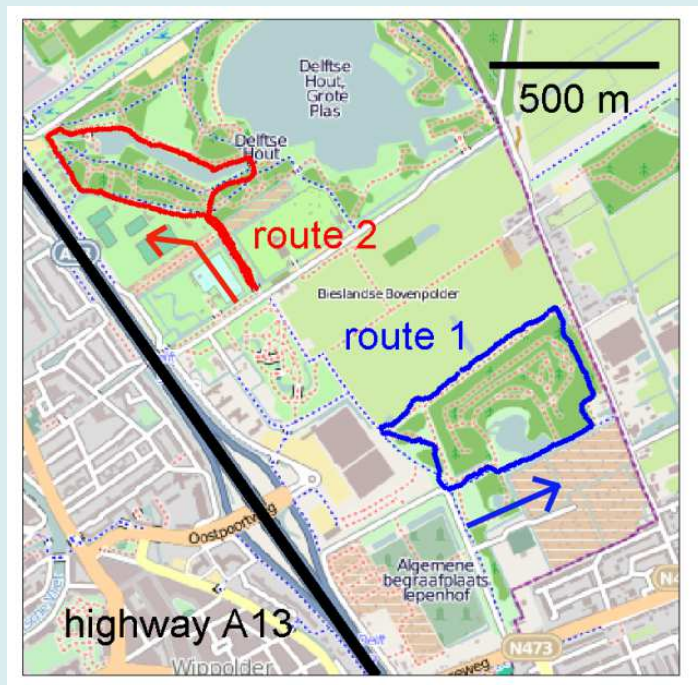 500 m
Delftse
Hout,
Grote
Plas
Delftse
Hout
route 2
Bieslandse Bovenpolder
route 1
Oostpoortweg
Algemene
begraafplaats
Iepenhof
highway A13
N473
Wippolder